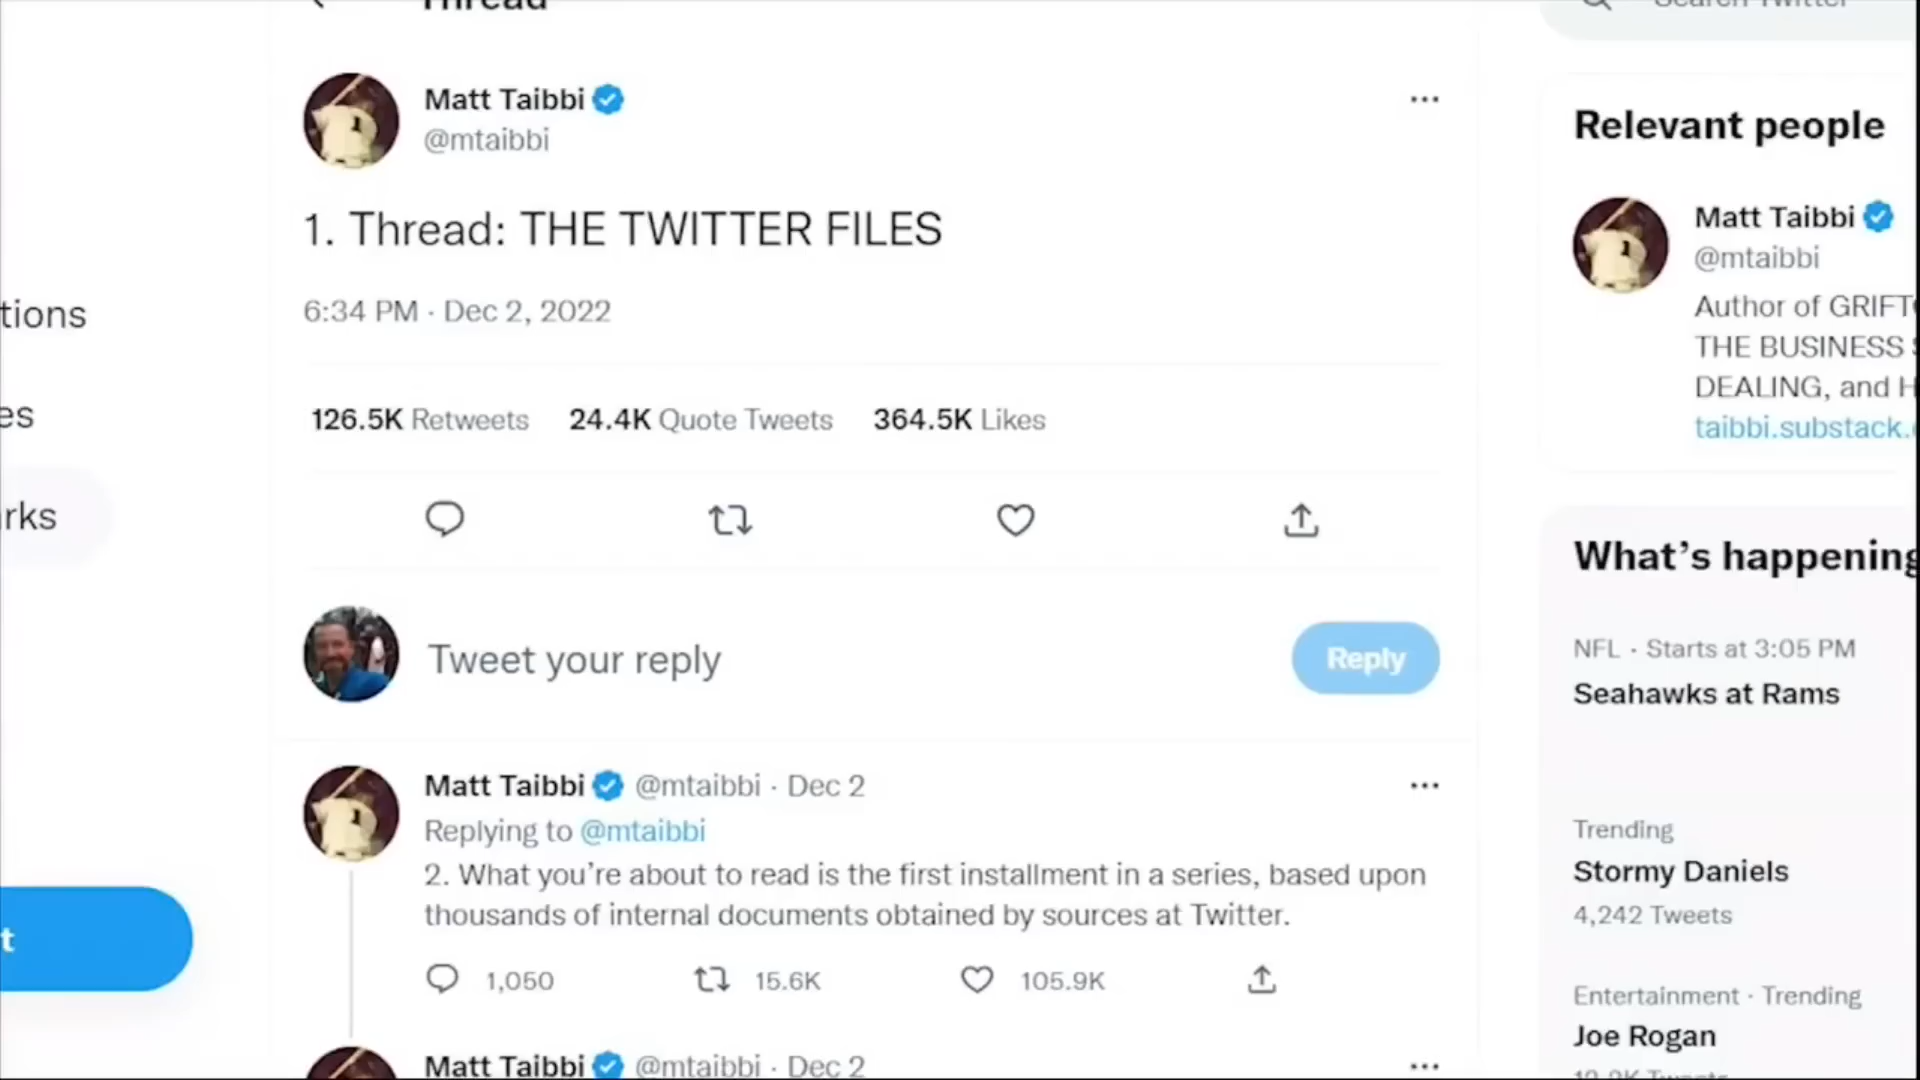 Thread
Search Twitter
Matt Taibbi
@mtaibbi
1. Thread: THE TWITTER FILES
6:34 PM · Dec 2, 2022
126.5K Retweets 24.4K Quote Tweets 364.5K Likes
Tweet your reply
Reply
Matt Taibbi @mtaibbi · Dec 2
Replying to @mtaibbi
2. What you’re about to read is the first installment in a series, based upon
thousands of internal documents obtained by sources at Twitter.
1,050 15.6K 105.9K
Matt Taibbi @mtaibbi · Dec 2
tions
es
rks
t
Relevant people
Matt Taibbi
@mtaibbi
Author of GRIFT
THE BUSINESS
DEALING, and H
taibbi.substack.
What’s happening
NFL · Starts at 3:05 PM
Seahawks at Rams
Trending
Stormy Daniels
4,242 Tweets
Entertainment · Trending
Joe Rogan
Tweets